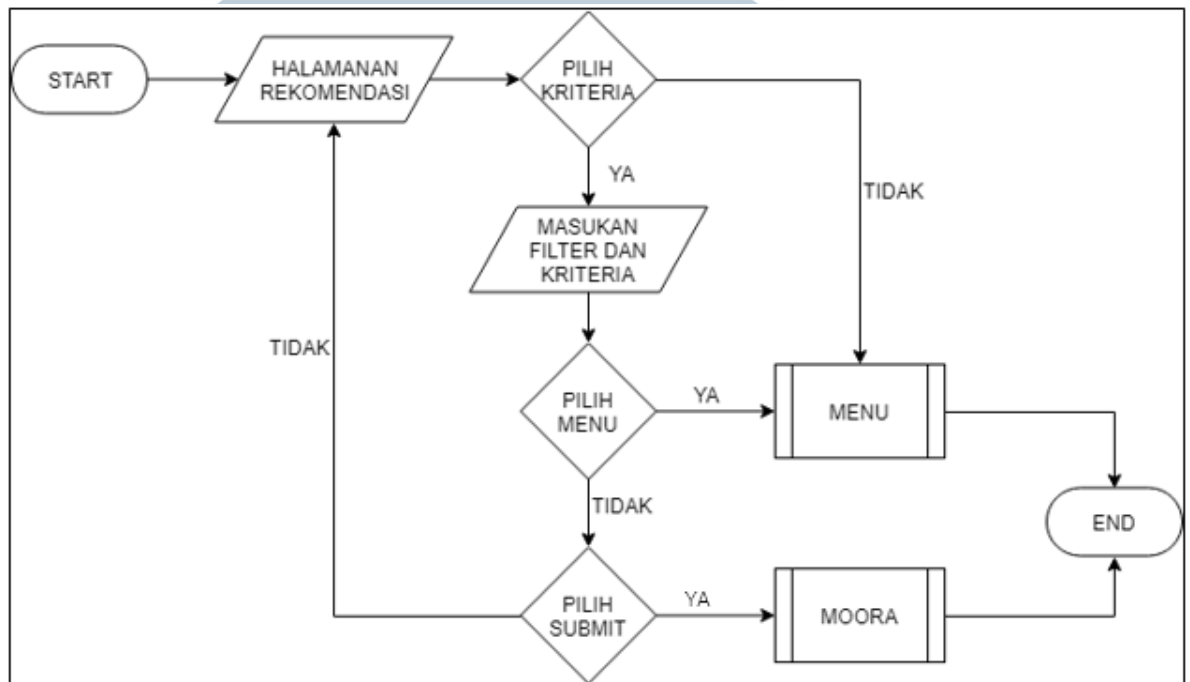 START
HALAMANAN
REKOMENDASI
PILIH
KRITERIA
YA
TIDAK
MASUKAN
FILTER DAN
KRITERIA
TIDAK
PILIH
MENU
YA
MENU
TIDAK
END
PILIH
SUBMIT
YA
MOORA